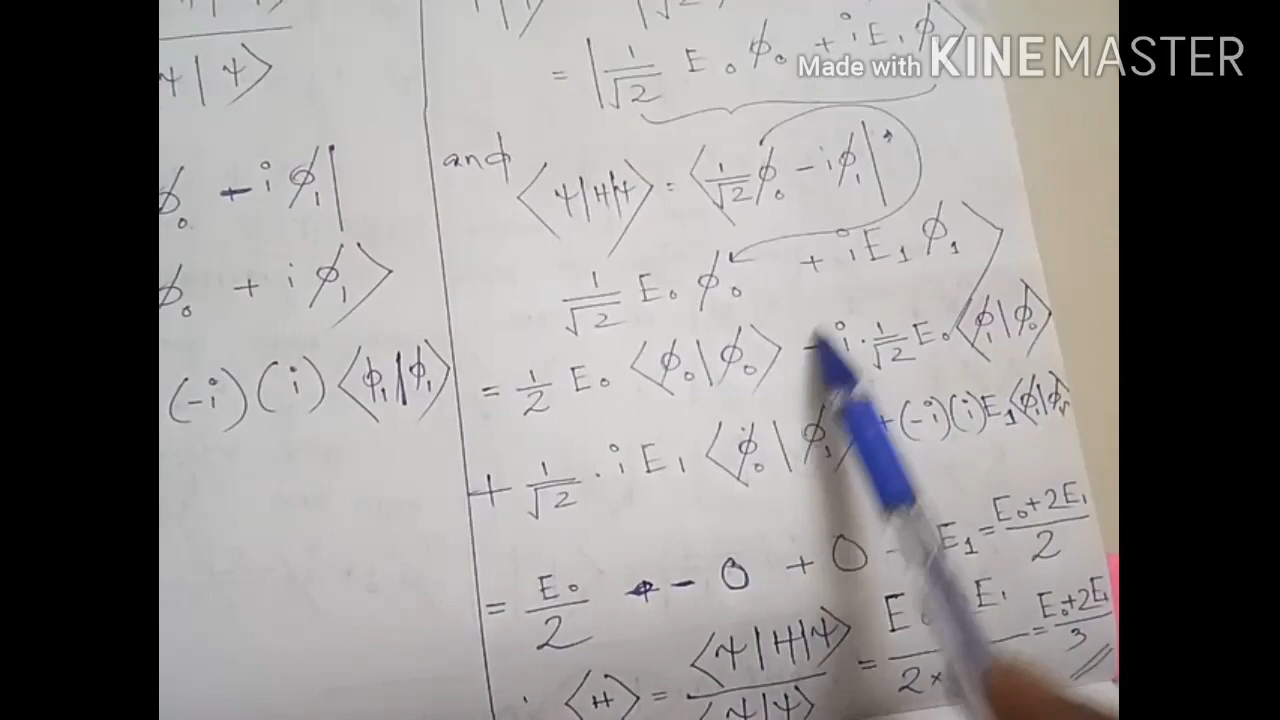 ψ | ψ⟩
ϕ₀ - i ϕ₁|
ϕ₀ + i ϕ₁⟩
(-i) (i) ⟨ϕ₁|ϕ₁⟩
= | 1/√2 E₀ ϕ₀ + i E₁ ϕ
Made with KINEMASTER
and
⟨ψ|H|ψ⟩ = ⟨1/√2 ϕ₀ - i ϕ₁|
1/√2 E₀ ϕ₀ + i E₁ ϕ₁⟩
= 1/2 E₀ ⟨ϕ₀|ϕ₀⟩ - i · 1/√2 E₀ ⟨ϕ₁|ϕ₀⟩
+ 1/√2 · i E₁ ⟨ϕ₀|ϕ₁⟩ + (-i)(i) E₁ ⟨ϕ₁|ϕ
= E₀/2 - 0 + 0 E₁ = (E₀+2E₁)/2
⟨H⟩ = ⟨ψ|H|ψ⟩/⟨ψ|ψ⟩ = E E₁/2× = (E₀+2E₁)/3